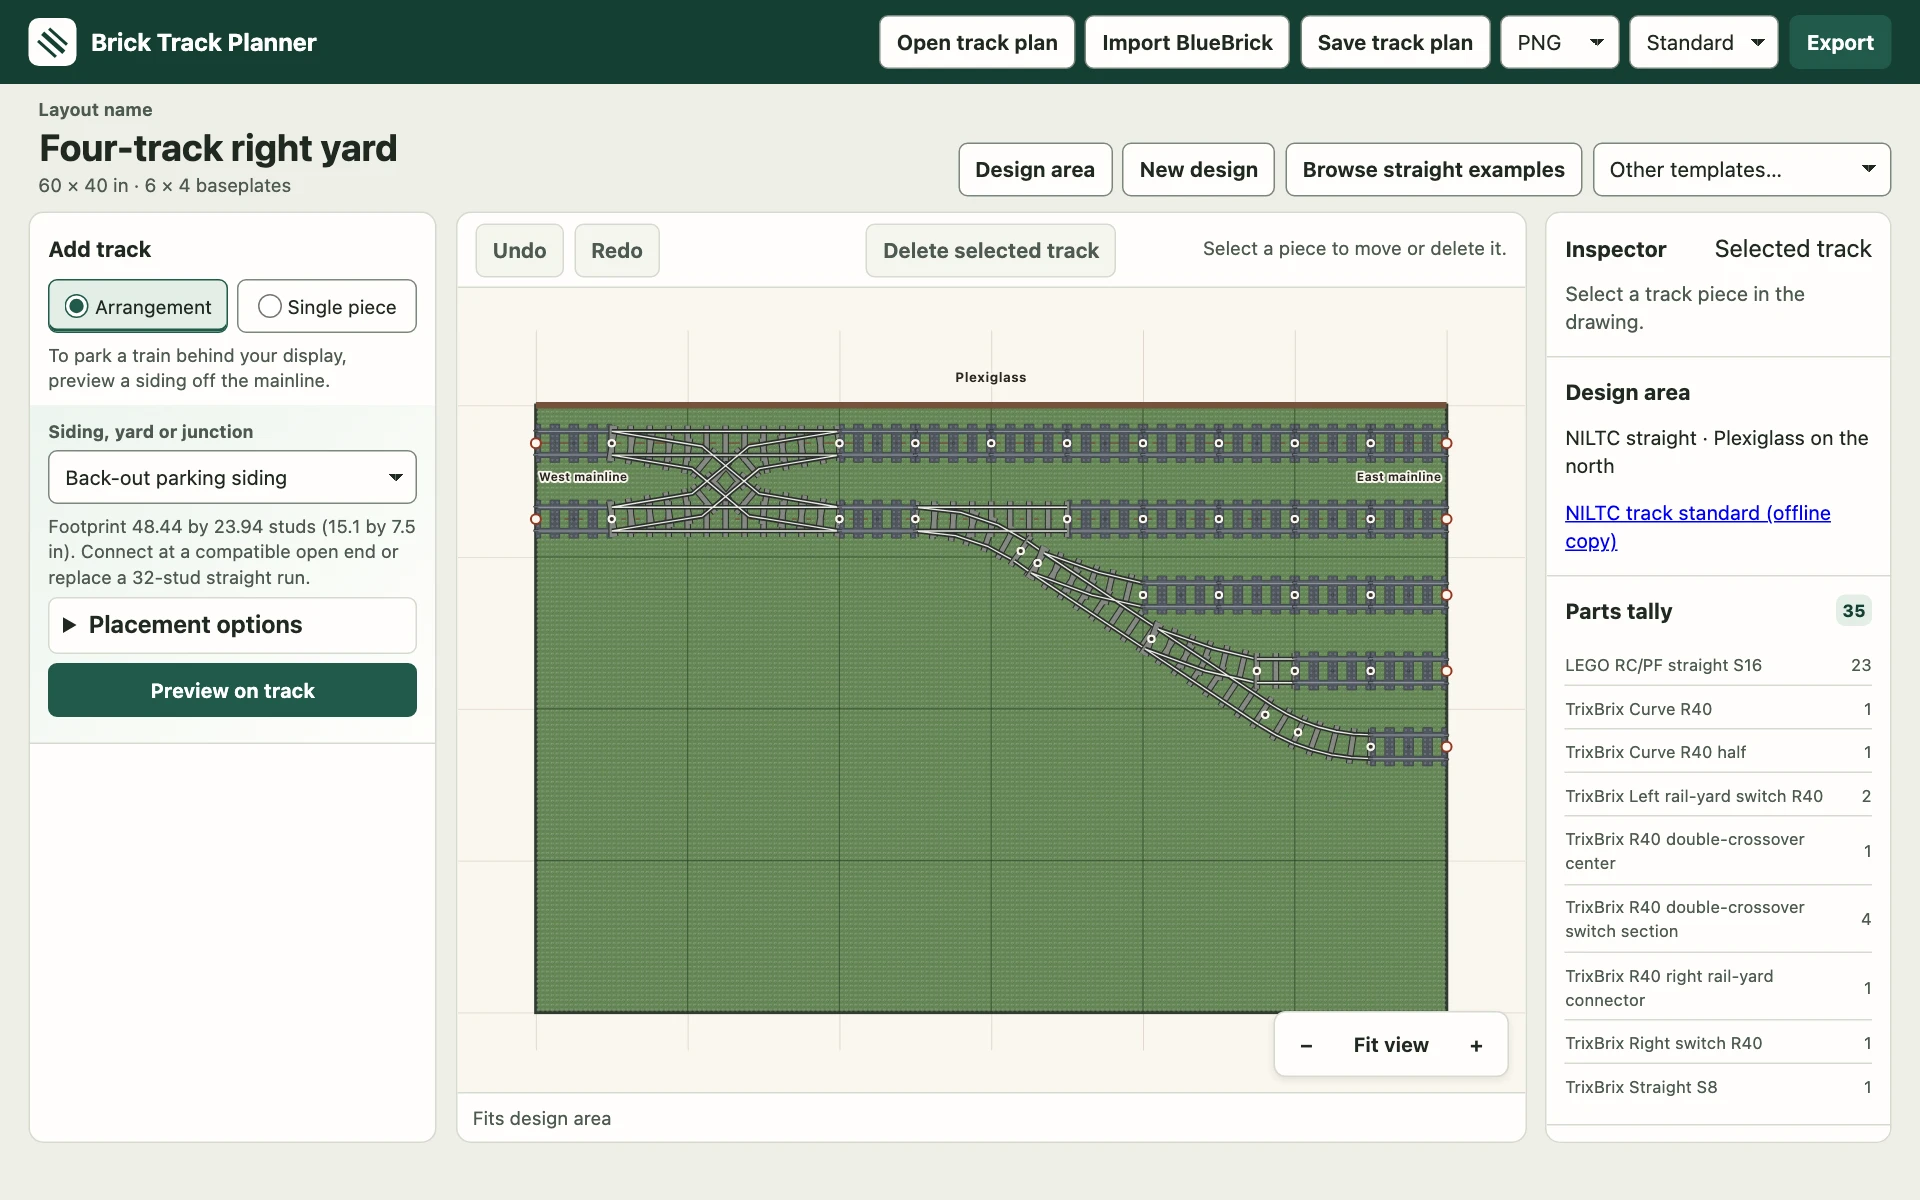 Brick Track Planner
Open track plan
Import BlueBrick
Save track plan
PNG
Standard
Export
Layout name
Four-track right yard
60 × 40 in · 6 × 4 baseplates
Design area
New design
Browse straight examples
Other templates...
Add track
Arrangement
Single piece
To park a train behind your display,
preview a siding off the mainline.
Siding, yard or junction
Back-out parking siding
Footprint 48.44 by 23.94 studs (15.1 by 7.5
in). Connect at a compatible open end or
replace a 32-stud straight run.
Placement options
Preview on track
Undo
Redo
Delete selected track
Select a piece to move or delete it.
Plexiglass
West mainline
East mainline
− Fit view +
Fits design area
Inspector
Selected track
Select a track piece in the
drawing.
Design area
NILTC straight · Plexiglass on the
north
NILTC track standard (offline
copy)
Parts tally 35
LEGO RC/PF straight S16 23
TrixBrix Curve R40 1
TrixBrix Curve R40 half 1
TrixBrix Left rail-yard switch R40 2
TrixBrix R40 double-crossover
center 1
TrixBrix R40 double-crossover
switch section 4
TrixBrix R40 right rail-yard
connector 1
TrixBrix Right switch R40 1
TrixBrix Straight S8 1